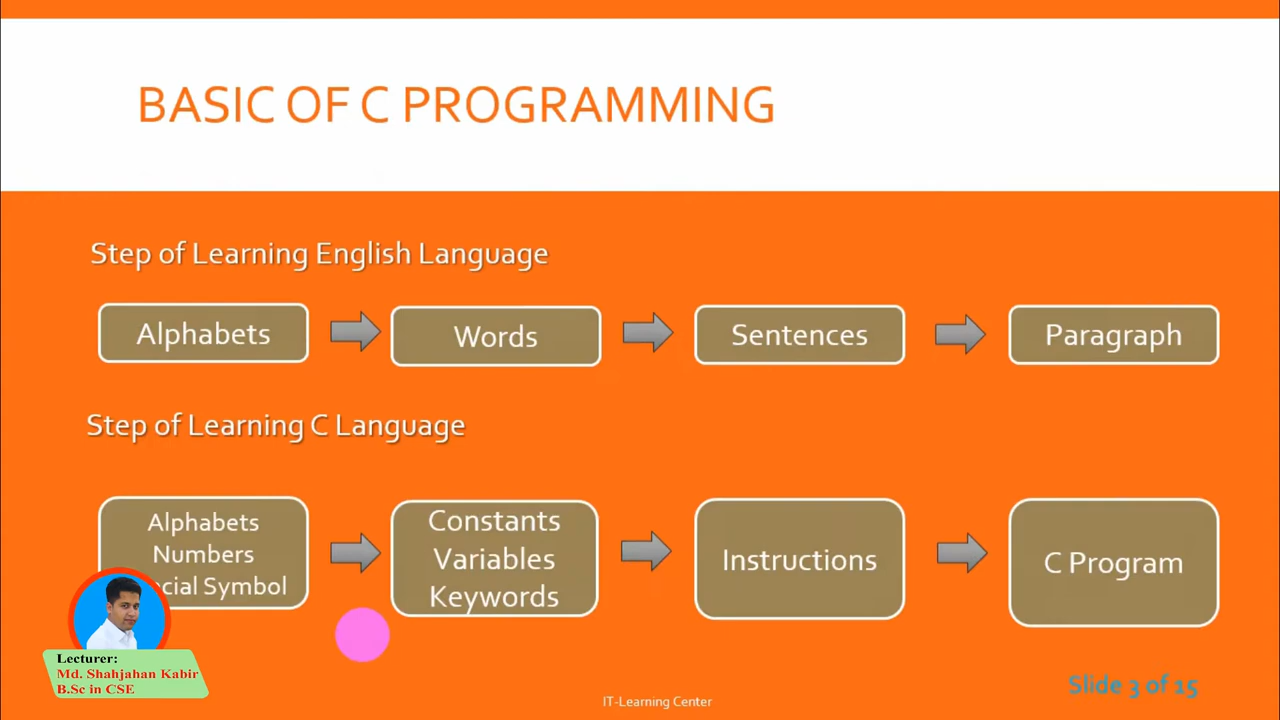 BASIC OF C PROGRAMMING
Step of Learning English Language
Alphabets
Words
Sentences
Paragraph
Step of Learning C Language
Alphabets
Numbers
Symbol
Constants
Variables
Keywords
Instructions
C Program
Lecturer:
Md. Shahjahan Kabir
B.Sc in CSE
IT-Learning Center
Slide 3 of 15